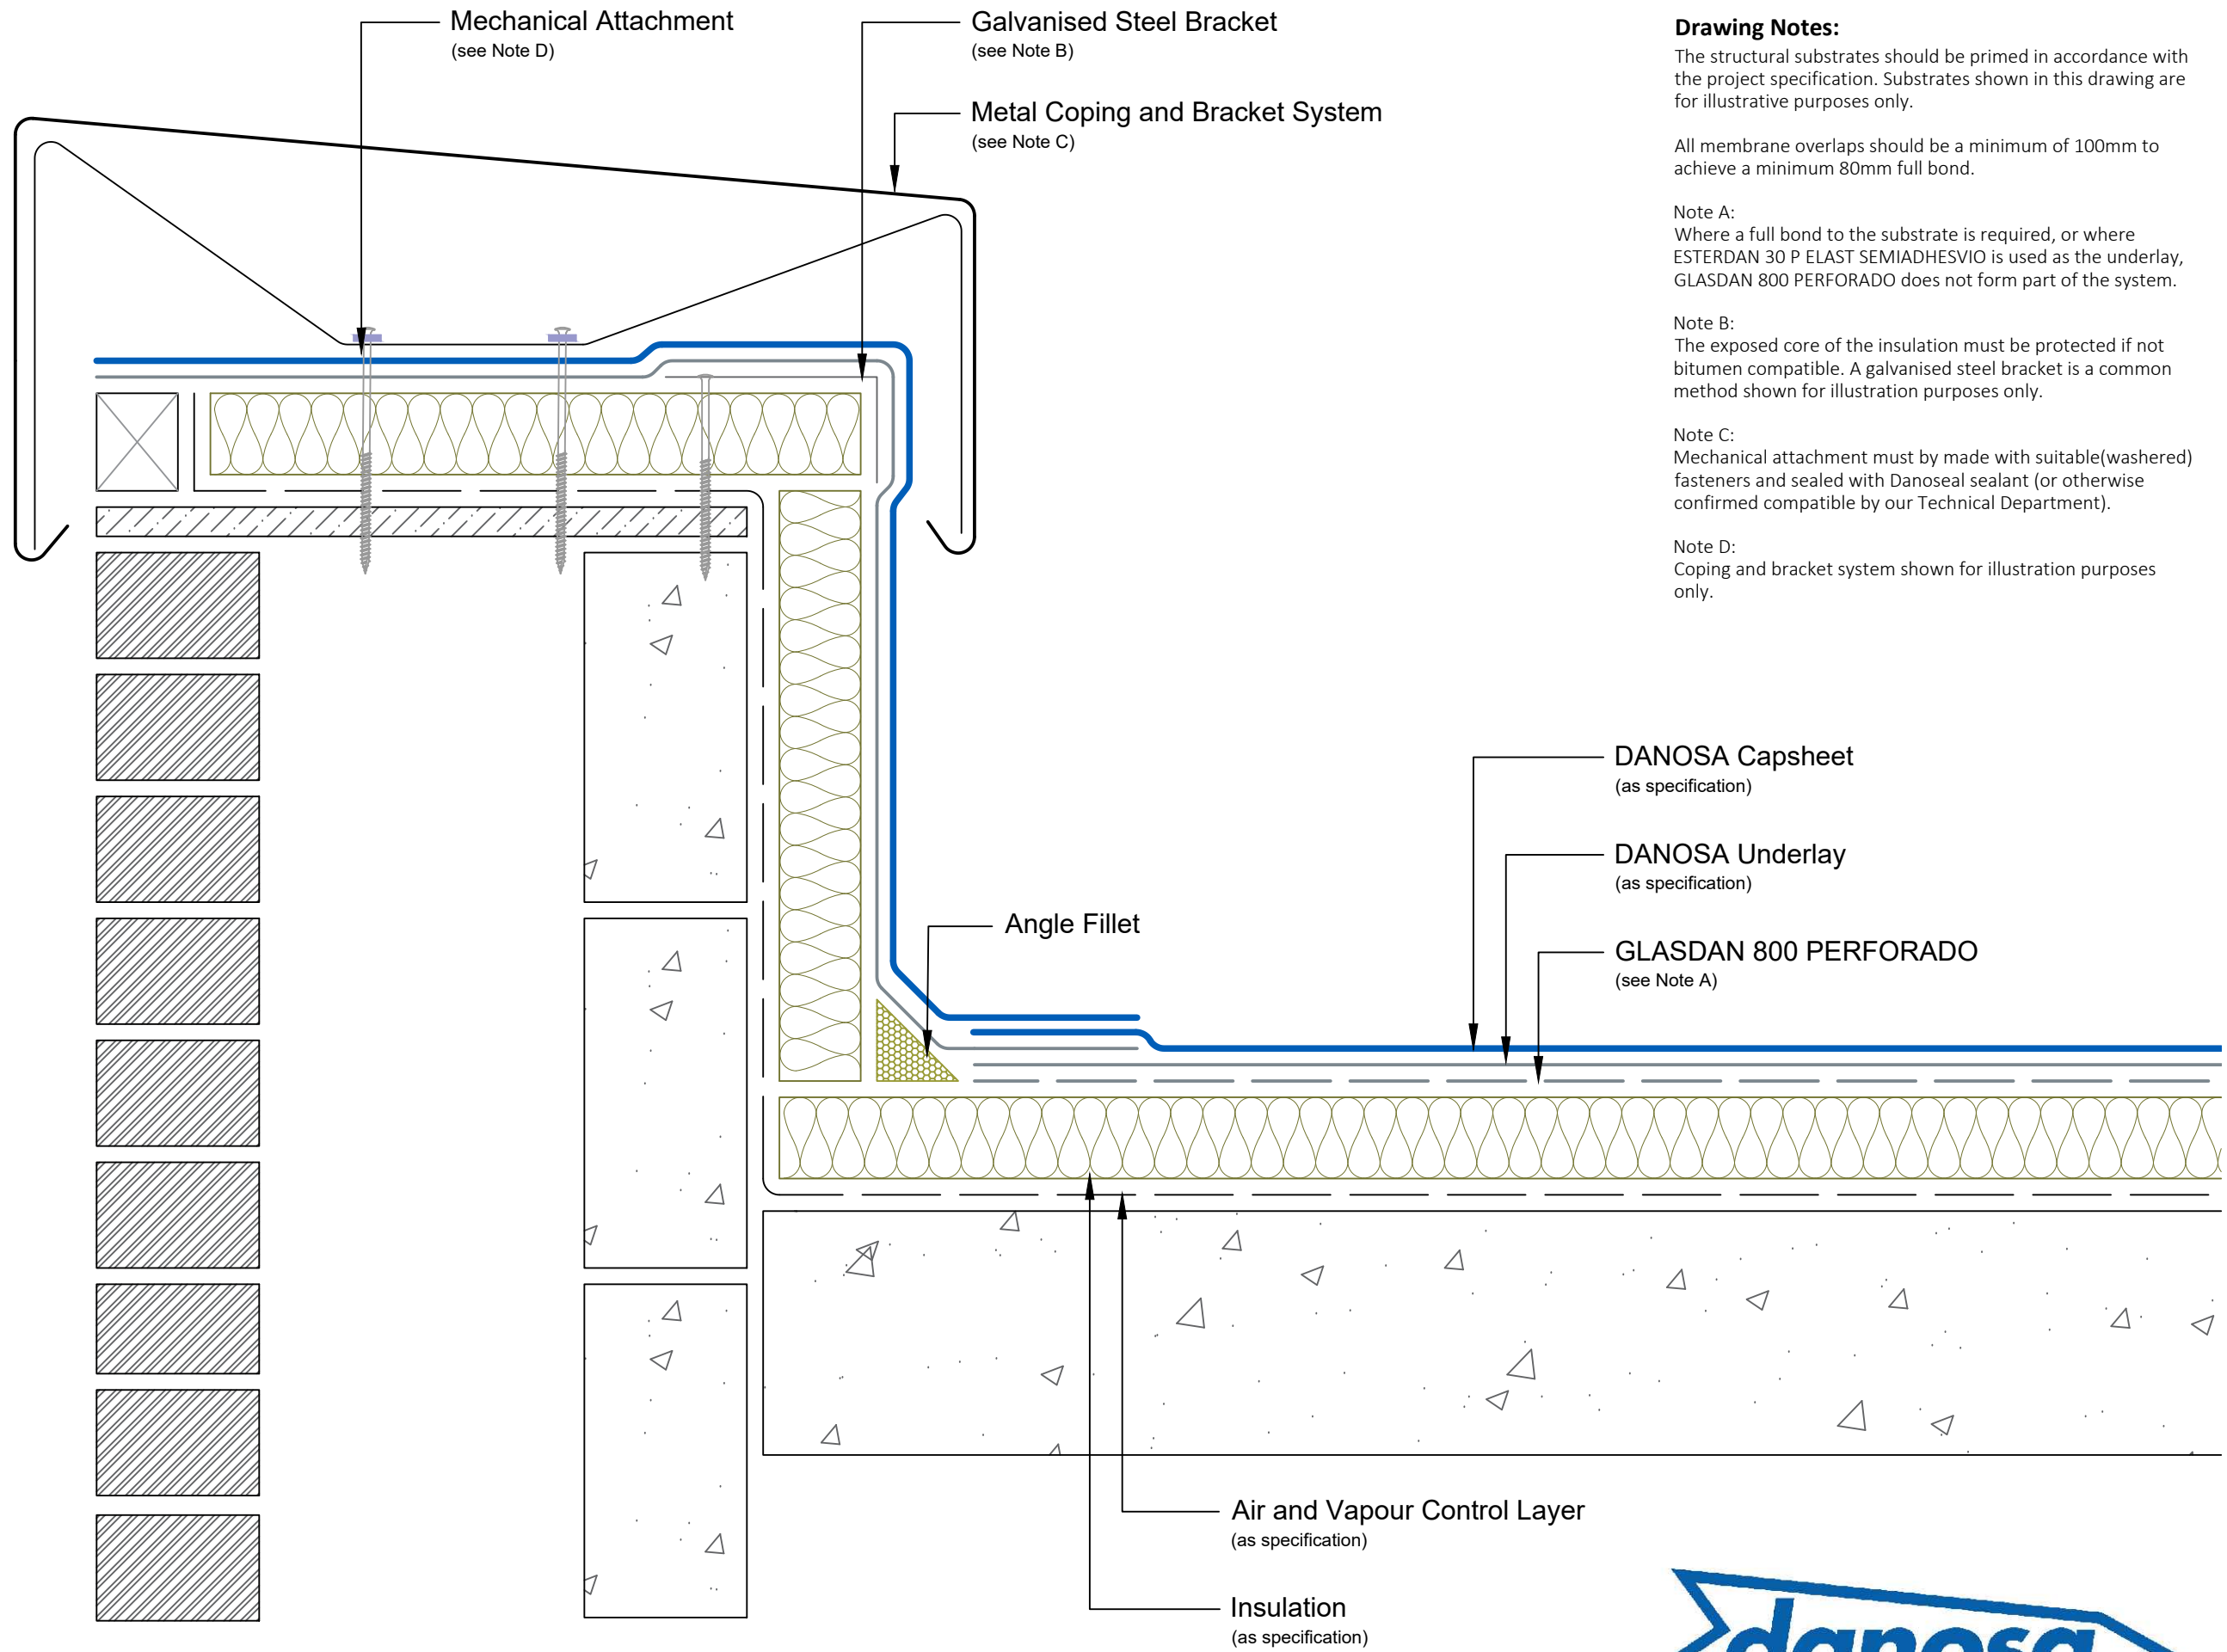 Mechanical Attachment
(see Note D)
Galvanised Steel Bracket
(see Note B)
Metal Coping and Bracket System
(see Note C)
Drawing Notes:
The structural substrates should be primed in accordance with
the project specification. Substrates shown in this drawing are
for illustrative purposes only.
All membrane overlaps should be a minimum of 100mm to
achieve a minimum 80mm full bond.
Note A:
Where a full bond to the substrate is required, or where
ESTERDAN 30 P ELAST SEMIADHESVIO is used as the underlay,
GLASDAN 800 PERFORADO does not form part of the system.
Note B:
The exposed core of the insulation must be protected if not
bitumen compatible. A galvanised steel bracket is a common
method shown for illustration purposes only.
Note C:
Mechanical attachment must by made with suitable(washered)
fasteners and sealed with Danoseal sealant (or otherwise
confirmed compatible by our Technical Department).
Note D:
Coping and bracket system shown for illustration purposes
only.
DANOSA Capsheet
(as specification)
DANOSA Underlay
(as specification)
GLASDAN 800 PERFORADO
(see Note A)
Angle Fillet
Air and Vapour Control Layer
(as specification)
Insulation
(as specification)
danosa